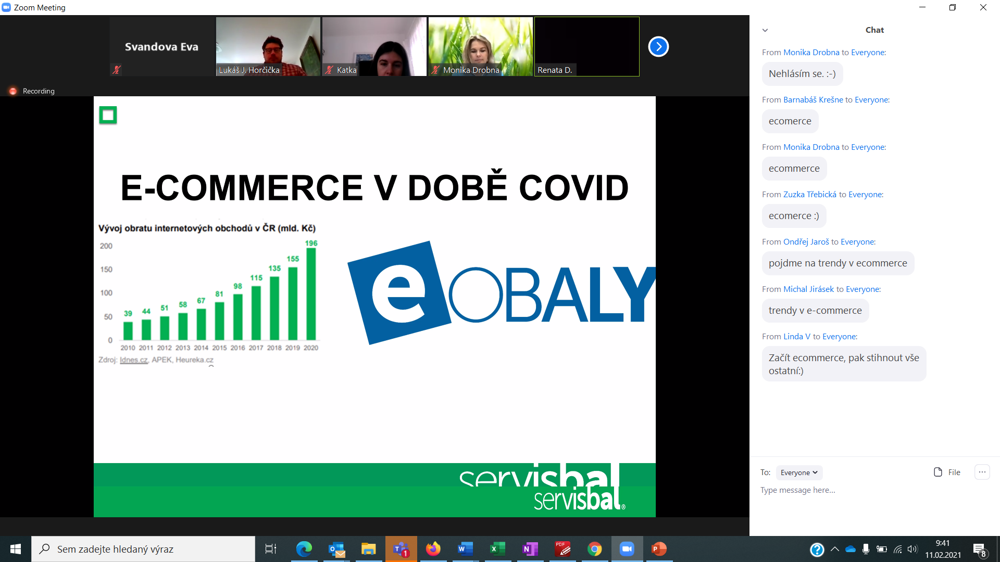 Zoom Meeting
Svandova Eva
Lukáš J. Horčička
Katka
Monika Drobna
Renata D.
Recording
E-COMMERCE V DOBĚ COVID
Vývoj obratu internetových obchodů v ČR (mld. Kč)
200
150
100
50
0
39
44
51
58
67
81
98
115
135
155
196
2010 2011 2012 2013 2014 2015 2016 2017 2018 2019 2020
Zdroj: Idnes.cz, APEK, Heureka.cz
eOBALY
servisbal
servisbal®
Chat
From Monika Drobna to Everyone:
Nehlásím se. :-)
From Barnabáš Krešne to Everyone:
ecomerce
From Monika Drobna to Everyone:
ecommerce
From Zuzka Třebická to Everyone:
ecomerce :)
From Ondřej Jaroš to Everyone:
pojdme na trendy v ecommerce
From Michal Jirásek to Everyone:
trendy v e-commerce
From Linda V to Everyone:
Začít ecommerce, pak stihnout vše
ostatní:)
To: Everyone File ...
Type message here...
Sem zadejte hledaný výraz
PDF
1
9:41
11.02.2021
8